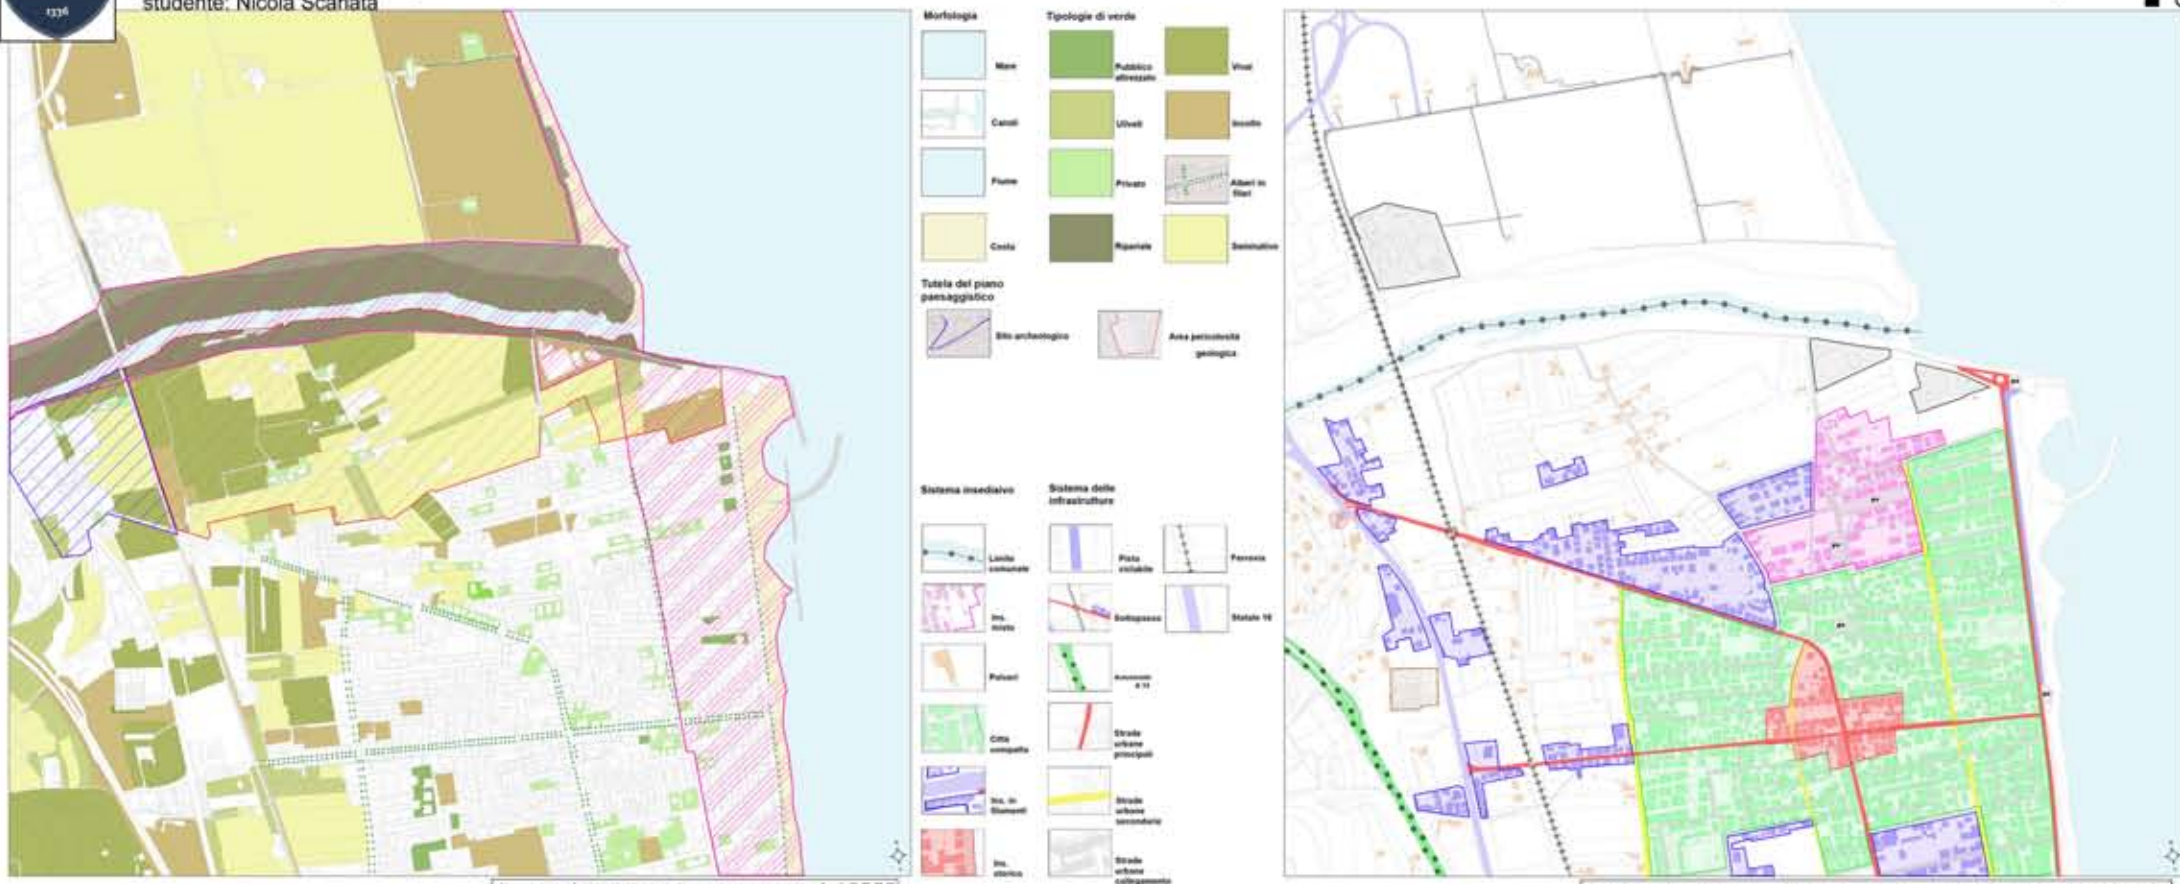 1336
studente: Nicola Scarlata
Morfologia
Mare
Canali
Fiume
Costa
Tipologie di verde
Pubblico
attrezzato
Vivai
Uliveti
Incolto
Privato
Alberi in
filari
Ripariale
Seminativo
Tutela del piano
paesaggistico
Sito archeologico
Area pericolosità
geologica
Sistema insediaivo
Limite
comunale
Ins.
misto
Polveri
Città
compatta
Ins. in
filamenti
Ins.
storico
Sistema delle
infrastrutture
Pista
ciclabile
Ferrovia
Sottopasso
Statale 16
Strade
urbane
principali
Strade
urbane
secondarie
Strade
urbane
collegamento